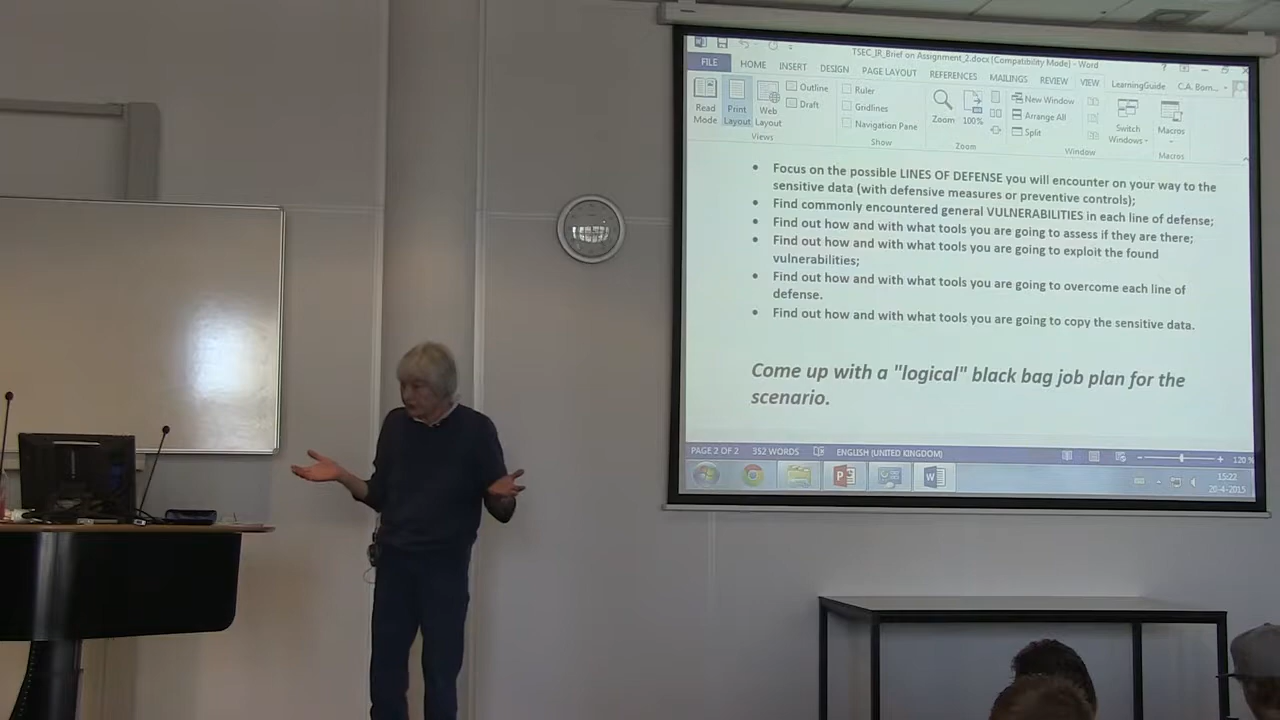 TSEC_IR_Brief on Assignment_2.docx [Compatibility Mode] - Word
FILE HOME INSERT DESIGN PAGE LAYOUT REFERENCES MAILINGS REVIEW VIEW LearningGuide C.A. Bom...
Read Mode
Print Layout
Web Layout
Outline
Draft
Views
Ruler
Gridlines
Navigation Pane
Show
Zoom
100%
Zoom
New Window
Arrange All
Split
Window
Switch Windows
Macros
Macros
• Focus on the possible LINES OF DEFENSE you will encounter on your way to the
sensitive data (with defensive measures or preventive controls);
• Find commonly encountered general VULNERABILITIES in each line of defense;
• Find out how and with what tools you are going to assess if they are there;
• Find out how and with what tools you are going to exploit the found
vulnerabilities;
• Find out how and with what tools you are going to overcome each line of
defense.
• Find out how and with what tools you are going to copy the sensitive data.
Come up with a "logical" black bag job plan for the
scenario.
PAGE 2 OF 2 352 WORDS ENGLISH (UNITED KINGDOM) 120 %
15:22
20-4-2015